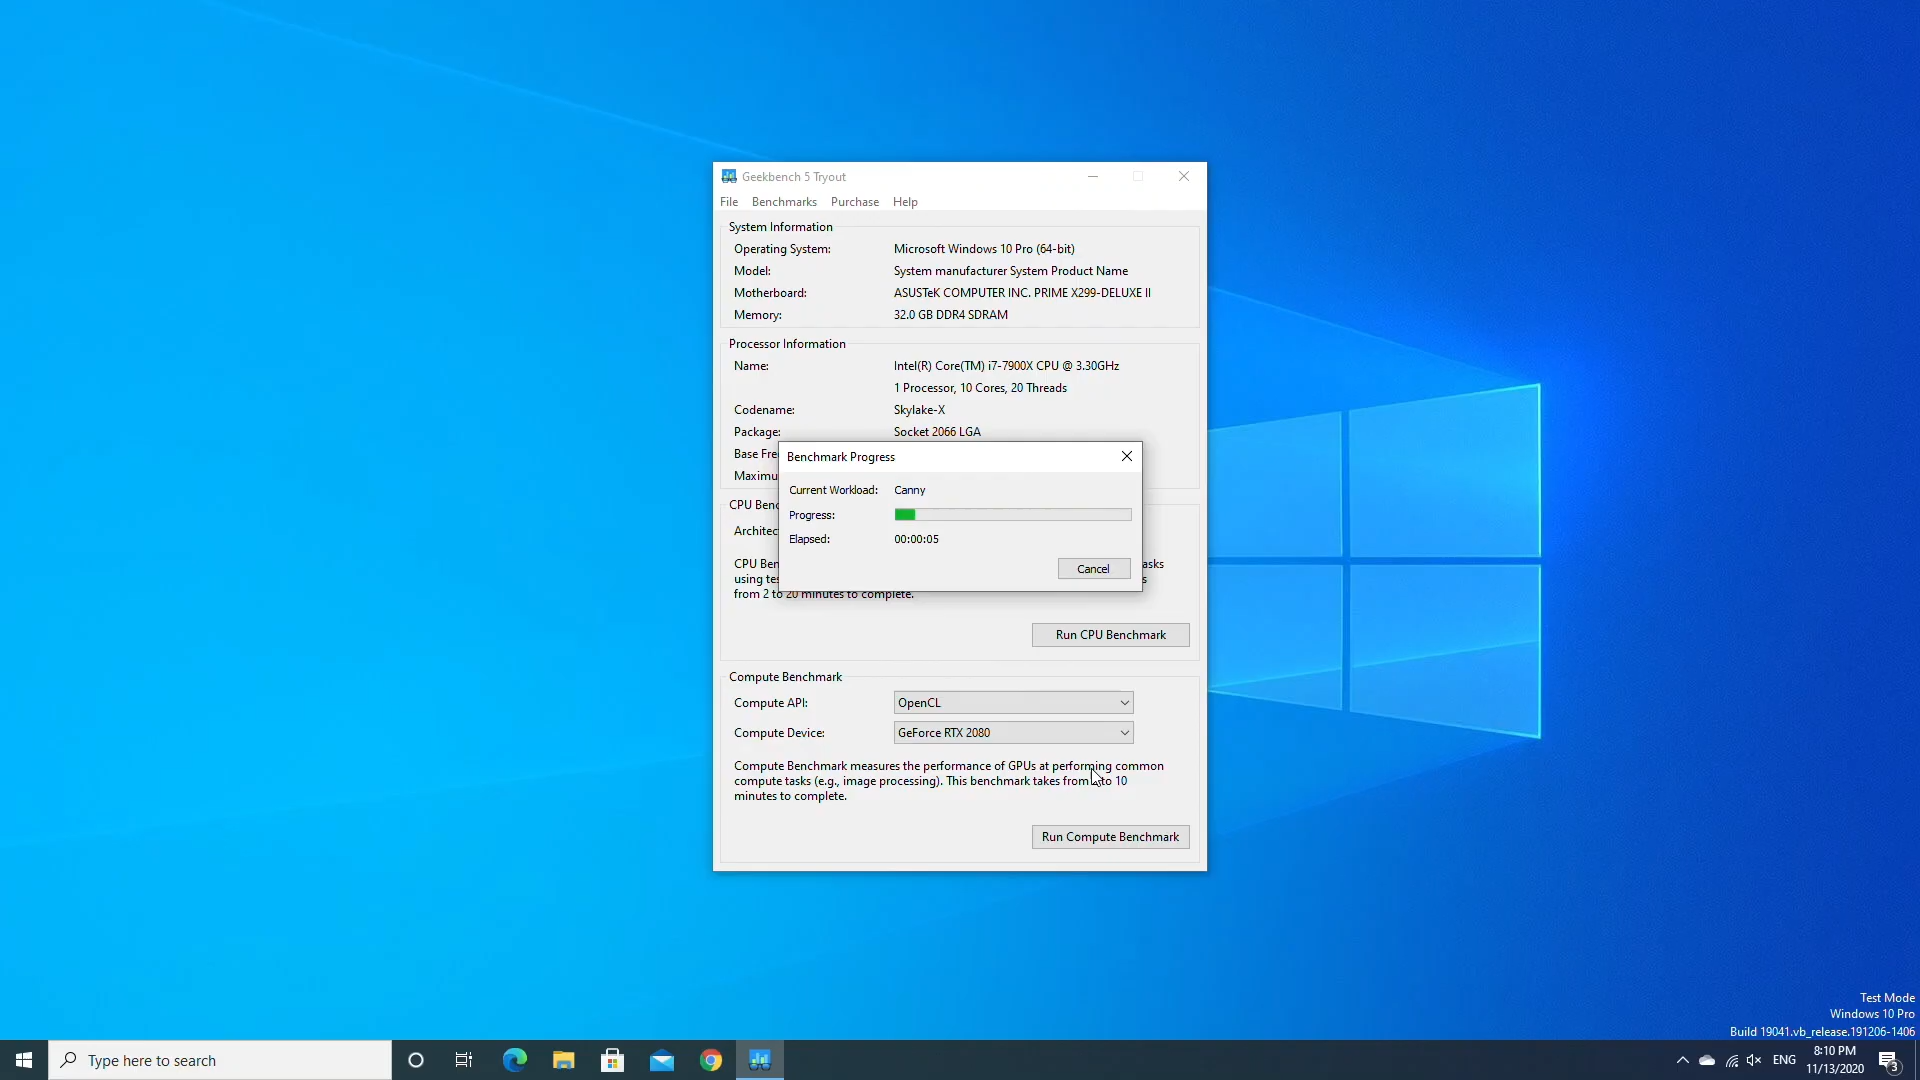 Geekbench 5 Tryout
File Benchmarks Purchase Help
System Information
Operating System: Microsoft Windows 10 Pro (64-bit)
Model: System manufacturer System Product Name
Motherboard: ASUSTeK COMPUTER INC. PRIME X299-DELUXE II
Memory: 32.0 GB DDR4 SDRAM
Processor Information
Name: Intel(R) Core(TM) i7-7900X CPU @ 3.30GHz
1 Processor, 10 Cores, 20 Threads
Codename: Skylake-X
Package: Socket 2066 LGA
Base Fre
Maximu
CPU Benc
Architec
CPU Ben
asks
using tes
s
from 2 to 20 minutes to complete.
Benchmark Progress
Current Workload: Canny
Progress:
Elapsed: 00:00:05
Cancel
Run CPU Benchmark
Compute Benchmark
Compute API: OpenCL
Compute Device: GeForce RTX 2080
Compute Benchmark measures the performance of GPUs at performing common
compute tasks (e.g., image processing). This benchmark takes from to 10
minutes to complete.
Run Compute Benchmark
Test Mode
Windows 10 Pro
Build 19041.vb_release.191206-1406
Type here to search
ENG
8:10 PM
11/13/2020
3